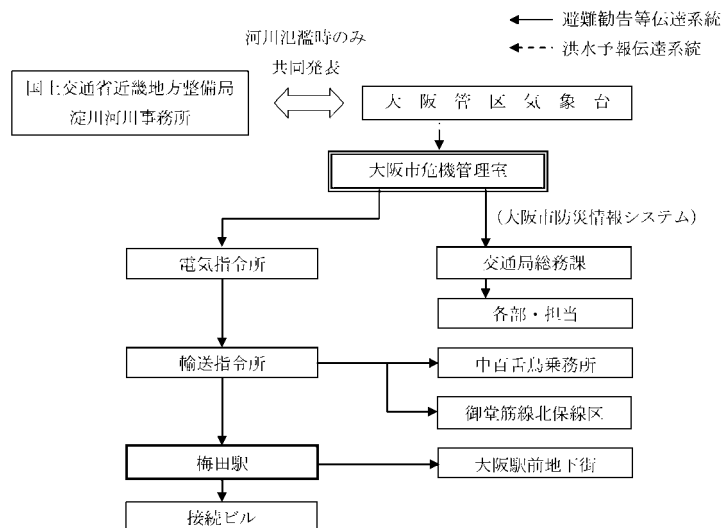 避難勧告等伝達系統
洪水予報伝達系統
河川氾濫時のみ
共同発表
国土交通省近畿地方整備局
淀川河川事務所
大阪管区気象台
大阪市危機管理室
(大阪市防災情報システム)
電気指令所
交通局総務課
各部・担当
輸送指令所
中百舌鳥乗務所
御堂筋線北保線区
梅田駅
大阪駅前地下街
接続ビル